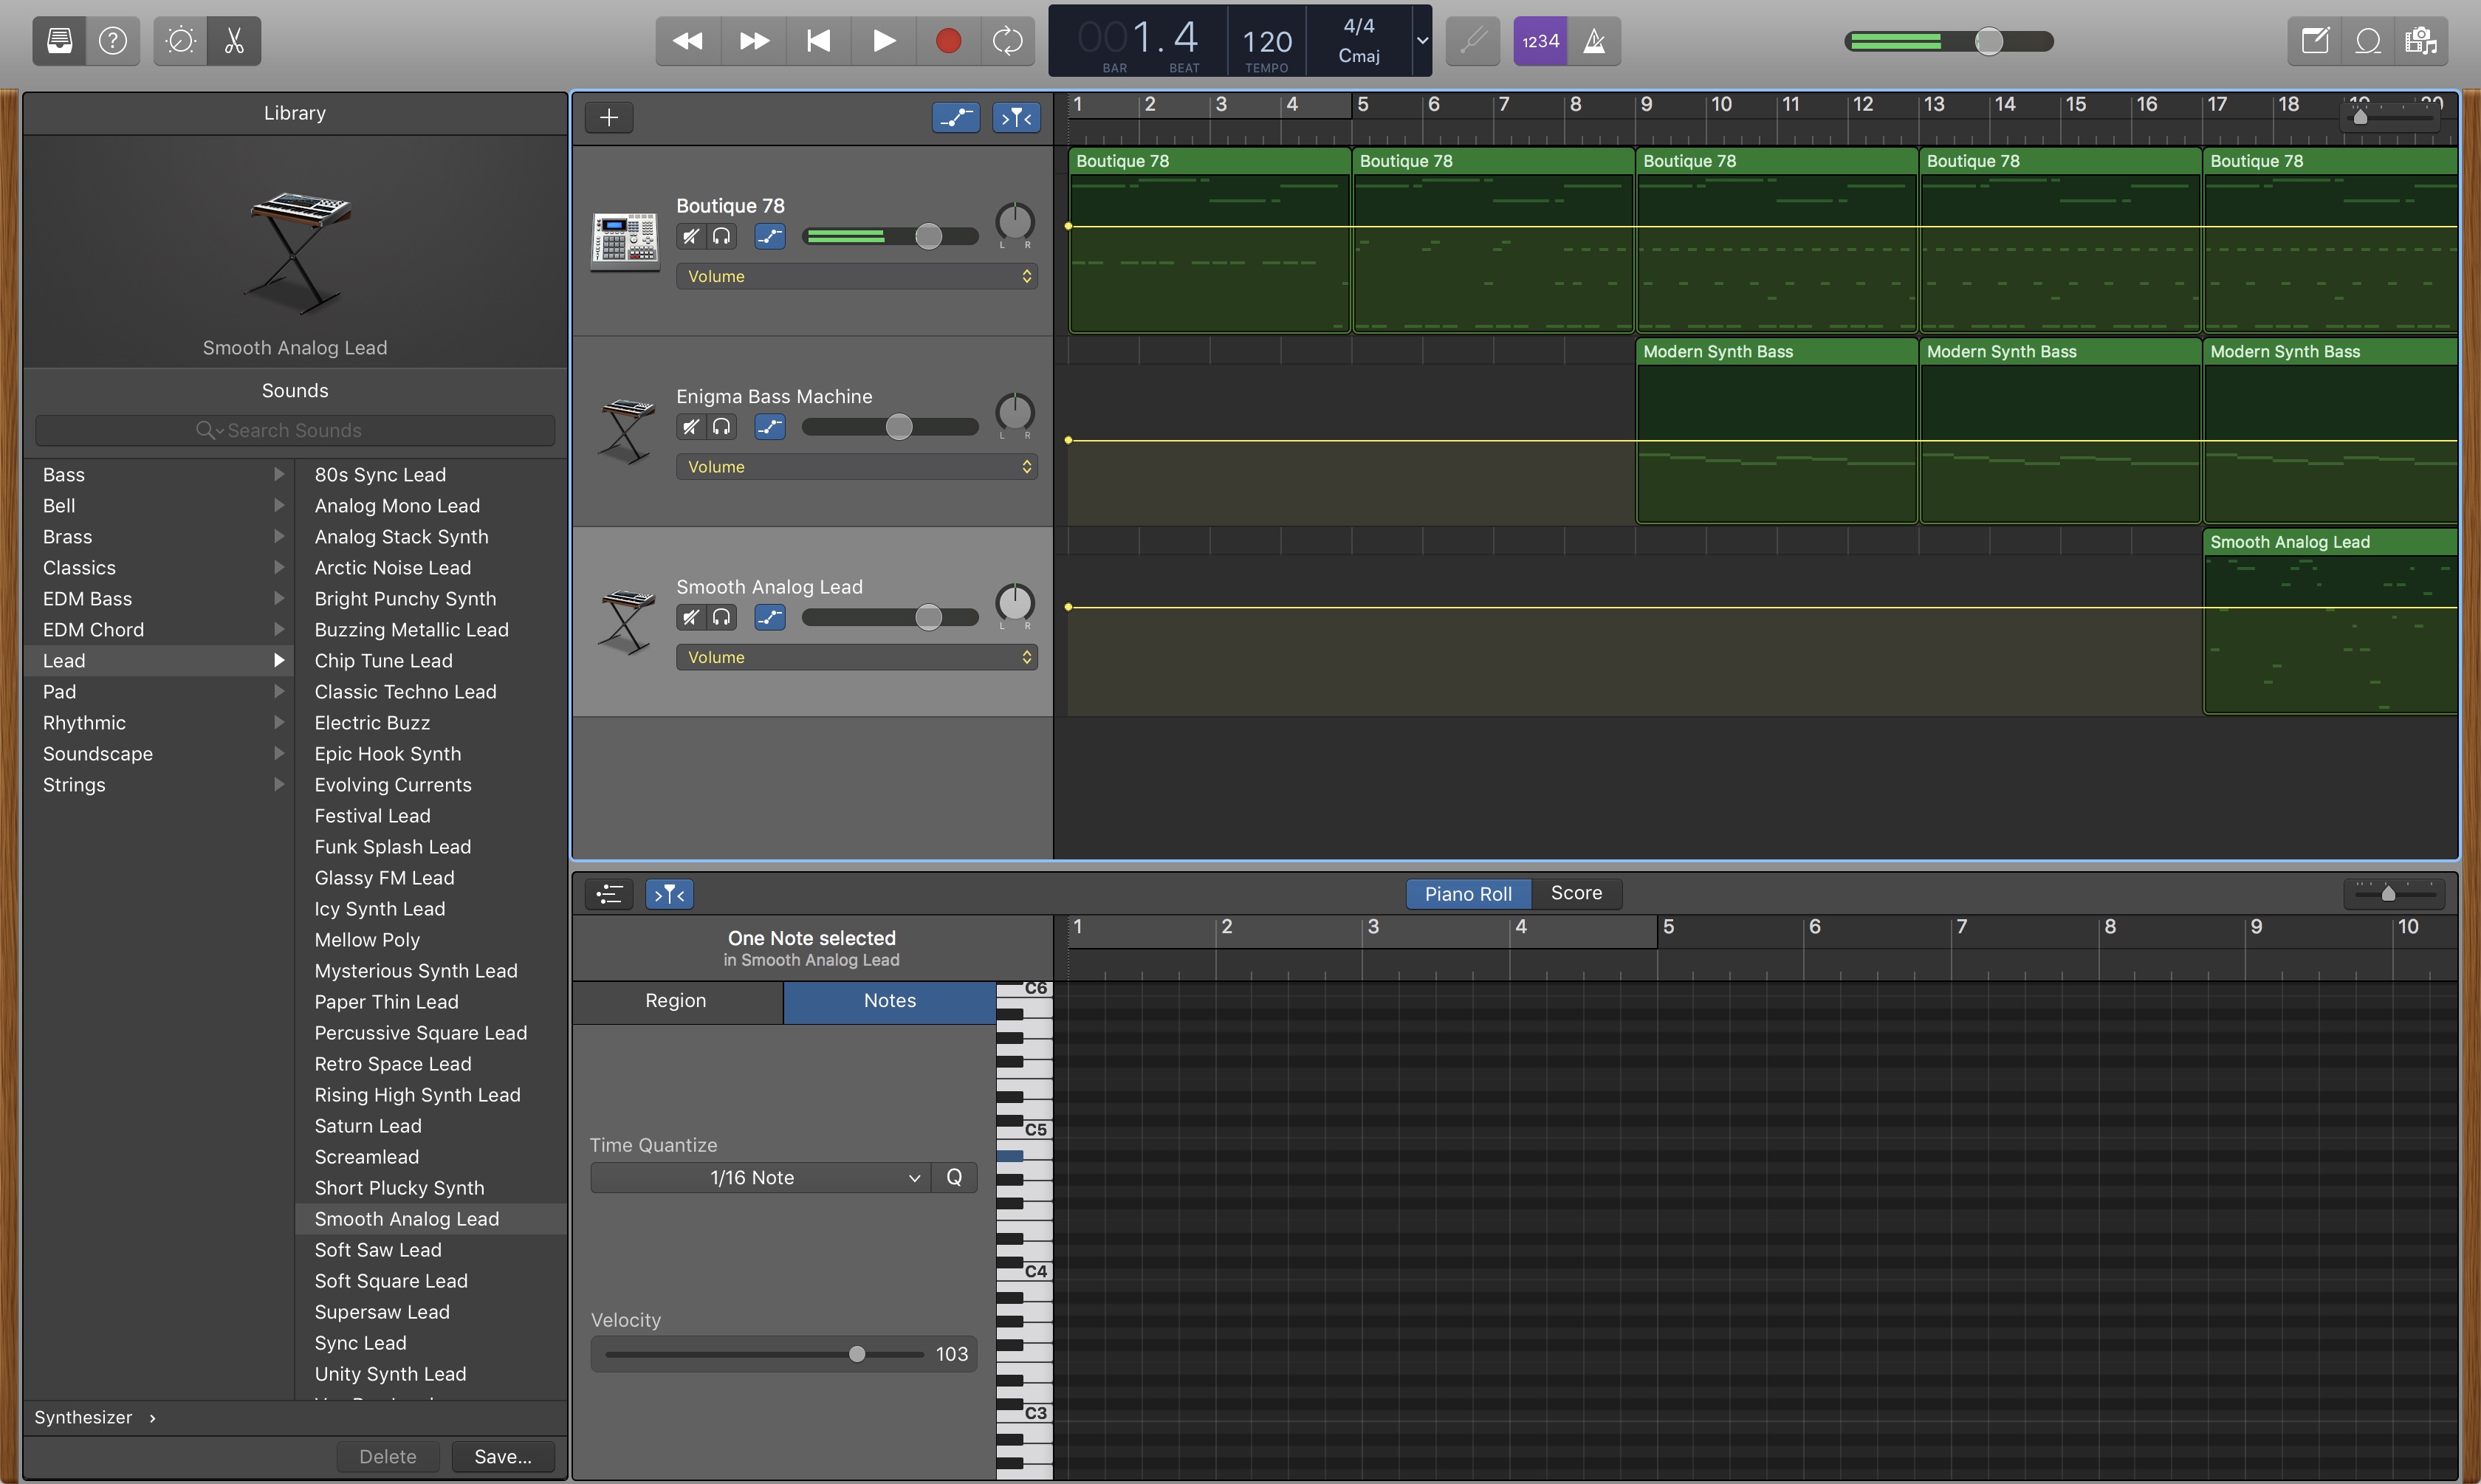 001.4
BAR BEAT
120
TEMPO
4/4
Cmaj
1234
Library
Smooth Analog Lead
Sounds
Search Sounds
Bass
Bell
Brass
Classics
EDM Bass
EDM Chord
Lead
Pad
Rhythmic
Soundscape
Strings
80s Sync Lead
Analog Mono Lead
Analog Stack Synth
Arctic Noise Lead
Bright Punchy Synth
Buzzing Metallic Lead
Chip Tune Lead
Classic Techno Lead
Electric Buzz
Epic Hook Synth
Evolving Currents
Festival Lead
Funk Splash Lead
Glassy FM Lead
Icy Synth Lead
Mellow Poly
Mysterious Synth Lead
Paper Thin Lead
Percussive Square Lead
Retro Space Lead
Rising High Synth Lead
Saturn Lead
Screamlead
Short Plucky Synth
Smooth Analog Lead
Soft Saw Lead
Soft Square Lead
Supersaw Lead
Sync Lead
Unity Synth Lead
Synthesizer
Delete Save...
1 2 3 4 5 6 7 8 9 10 11 12 13 14 15 16 17 18 19 20
Boutique 78
L R
Volume
Boutique 78 Boutique 78 Boutique 78 Boutique 78 Boutique 78
Enigma Bass Machine
L R
Volume
Modern Synth Bass Modern Synth Bass Modern Synth Bass
Smooth Analog Lead
L R
Volume
Smooth Analog Lead
Piano Roll Score
One Note selected
in Smooth Analog Lead
1 2 3 4 5 6 7 8 9 10
Region Notes
Time Quantize
1/16 Note Q
Velocity
103
C6
C5
C4
C3